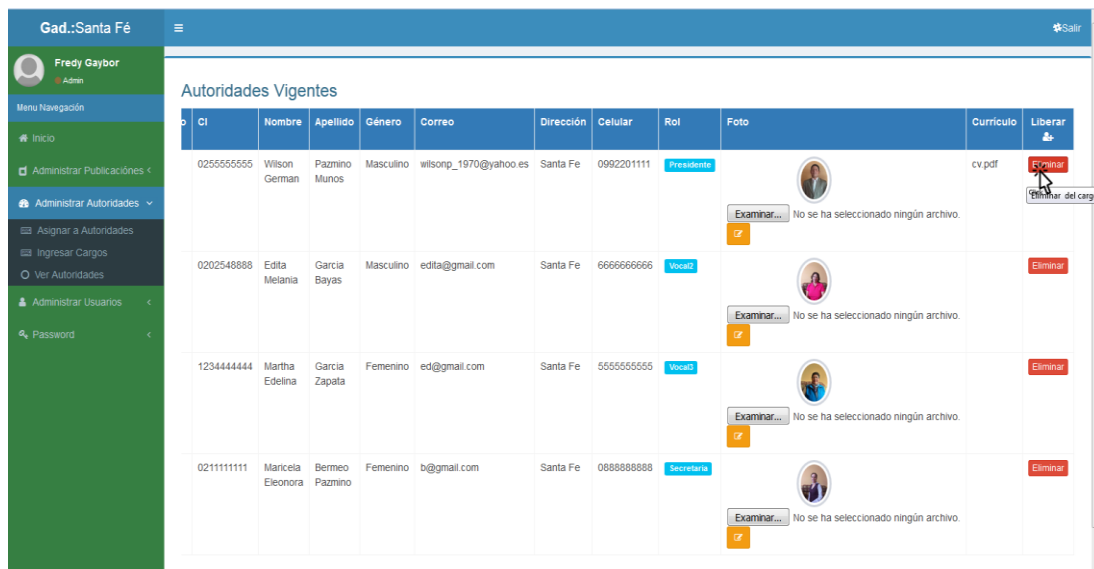 Gad.:Santa Fé
Salir
Fredy Gaybor
Admin
Menu Navegación
Inicio
Administrar Publicaciónes
Administrar Autoridades
Asignar a Autoridades
Ingresar Cargos
Ver Autoridades
Administrar Usuarios
Password
Autoridades Vigentes
o CI Nombre Apellido Género Correo Dirección Celular Rol Foto Curriculo Liberar
0255555555 Wilson Pazmino Masculino wilsonp_1970@yahoo.es Santa Fe 0992201111 Presidente cv.pdf Eliminar
German Munos
Eliminar del cargo
Examinar... No se ha seleccionado ningún archivo.
0202548888 Edita Garcia Masculino edita@gmail.com Santa Fe 6666666666 Vocal2 Eliminar
Melania Bayas
Examinar... No se ha seleccionado ningún archivo.
1234444444 Martha Garcia Femenino ed@gmail.com Santa Fe 5555555555 Vocal3 Eliminar
Edelina Zapata
Examinar... No se ha seleccionado ningún archivo.
0211111111 Maricela Bermeo Femenino b@gmail.com Santa Fe 0888888888 Secretaria Eliminar
Eleonora Pazmino
Examinar... No se ha seleccionado ningún archivo.